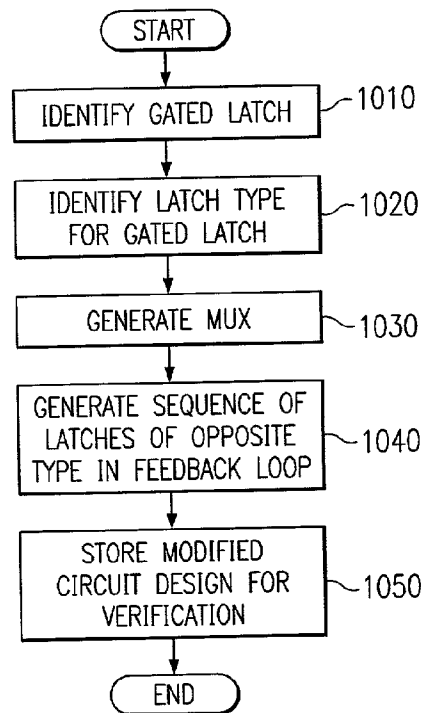 START
IDENTIFY GATED LATCH
1010
IDENTIFY LATCH TYPE
FOR GATED LATCH
1020
GENERATE MUX
1030
GENERATE SEQUENCE OF
LATCHES OF OPPOSITE
TYPE IN FEEDBACK LOOP
1040
STORE MODIFIED
CIRCUIT DESIGN FOR
VERIFICATION
1050
END